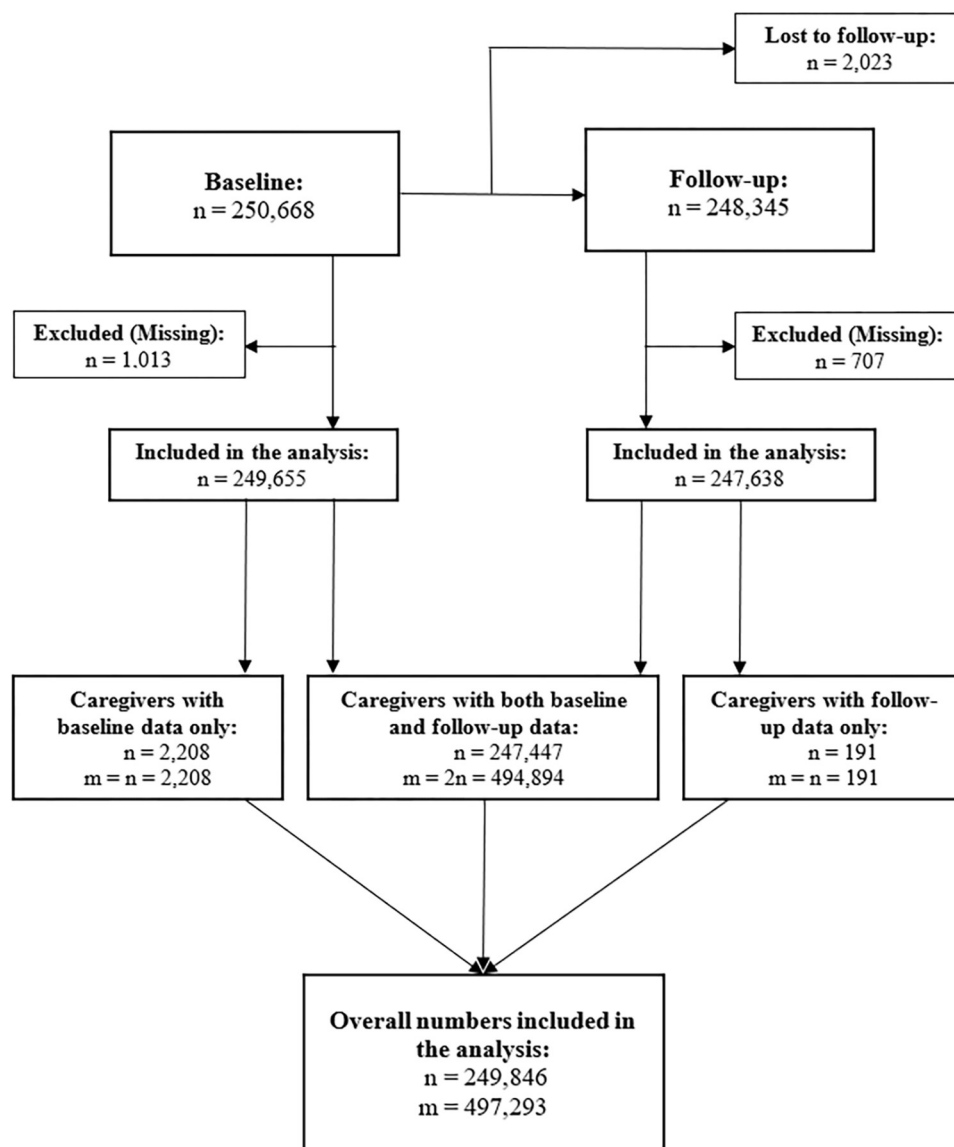 Lost to follow-up:
n = 2,023
Baseline:
n = 250,668
Follow-up:
n = 248,345
Excluded (Missing):
n = 1.013
Excluded (Missing):
n = 707
Included in the analysis:
n = 249,655
Included in the analysis:
n = 247,638
Caregivers with
baseline data only:
n = 2,208
m = n = 2,208
Caregivers with both baseline
and follow-up data:
n = 247,447
m = 2n = 494,894
Caregivers with follow-
up data only:
n = 191
m = n = 191
Overall numbers included in
the analysis:
n = 249,846
m = 497,293